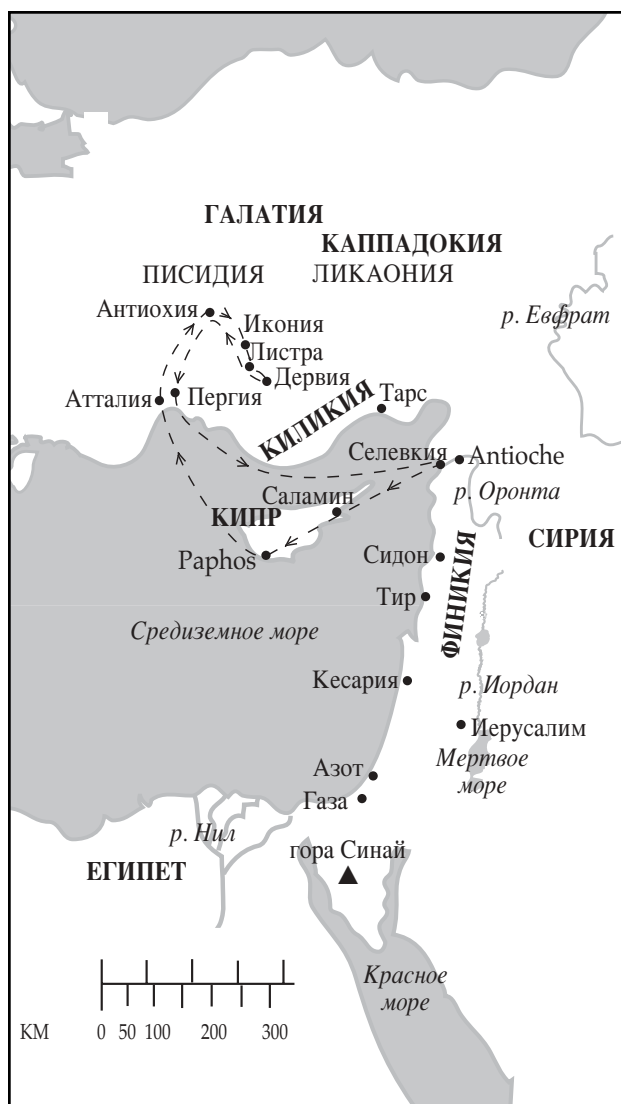 ГАЛАТИЯ
КАППАДОКИЯ
ПИСИДИЯ
ЛИКАОНИЯ
Антиохия
Икония
р. Евфрат
Листра
Дервия
Атталия
Пергия
КИЛИКИЯ
Тарс
Селевкия
Antioche
Саламин
р. Оронта
КИПР
СИРИЯ
Paphos
Сидон
ФИНИКИЯ
Тир
Средиземное море
Кесария
р. Иордан
Иерусалим
Мертвое
море
Азот
Газа
р. Нил
гора Синай
ЕГИПЕТ
Красное
море
КМ 0 50 100 200 300